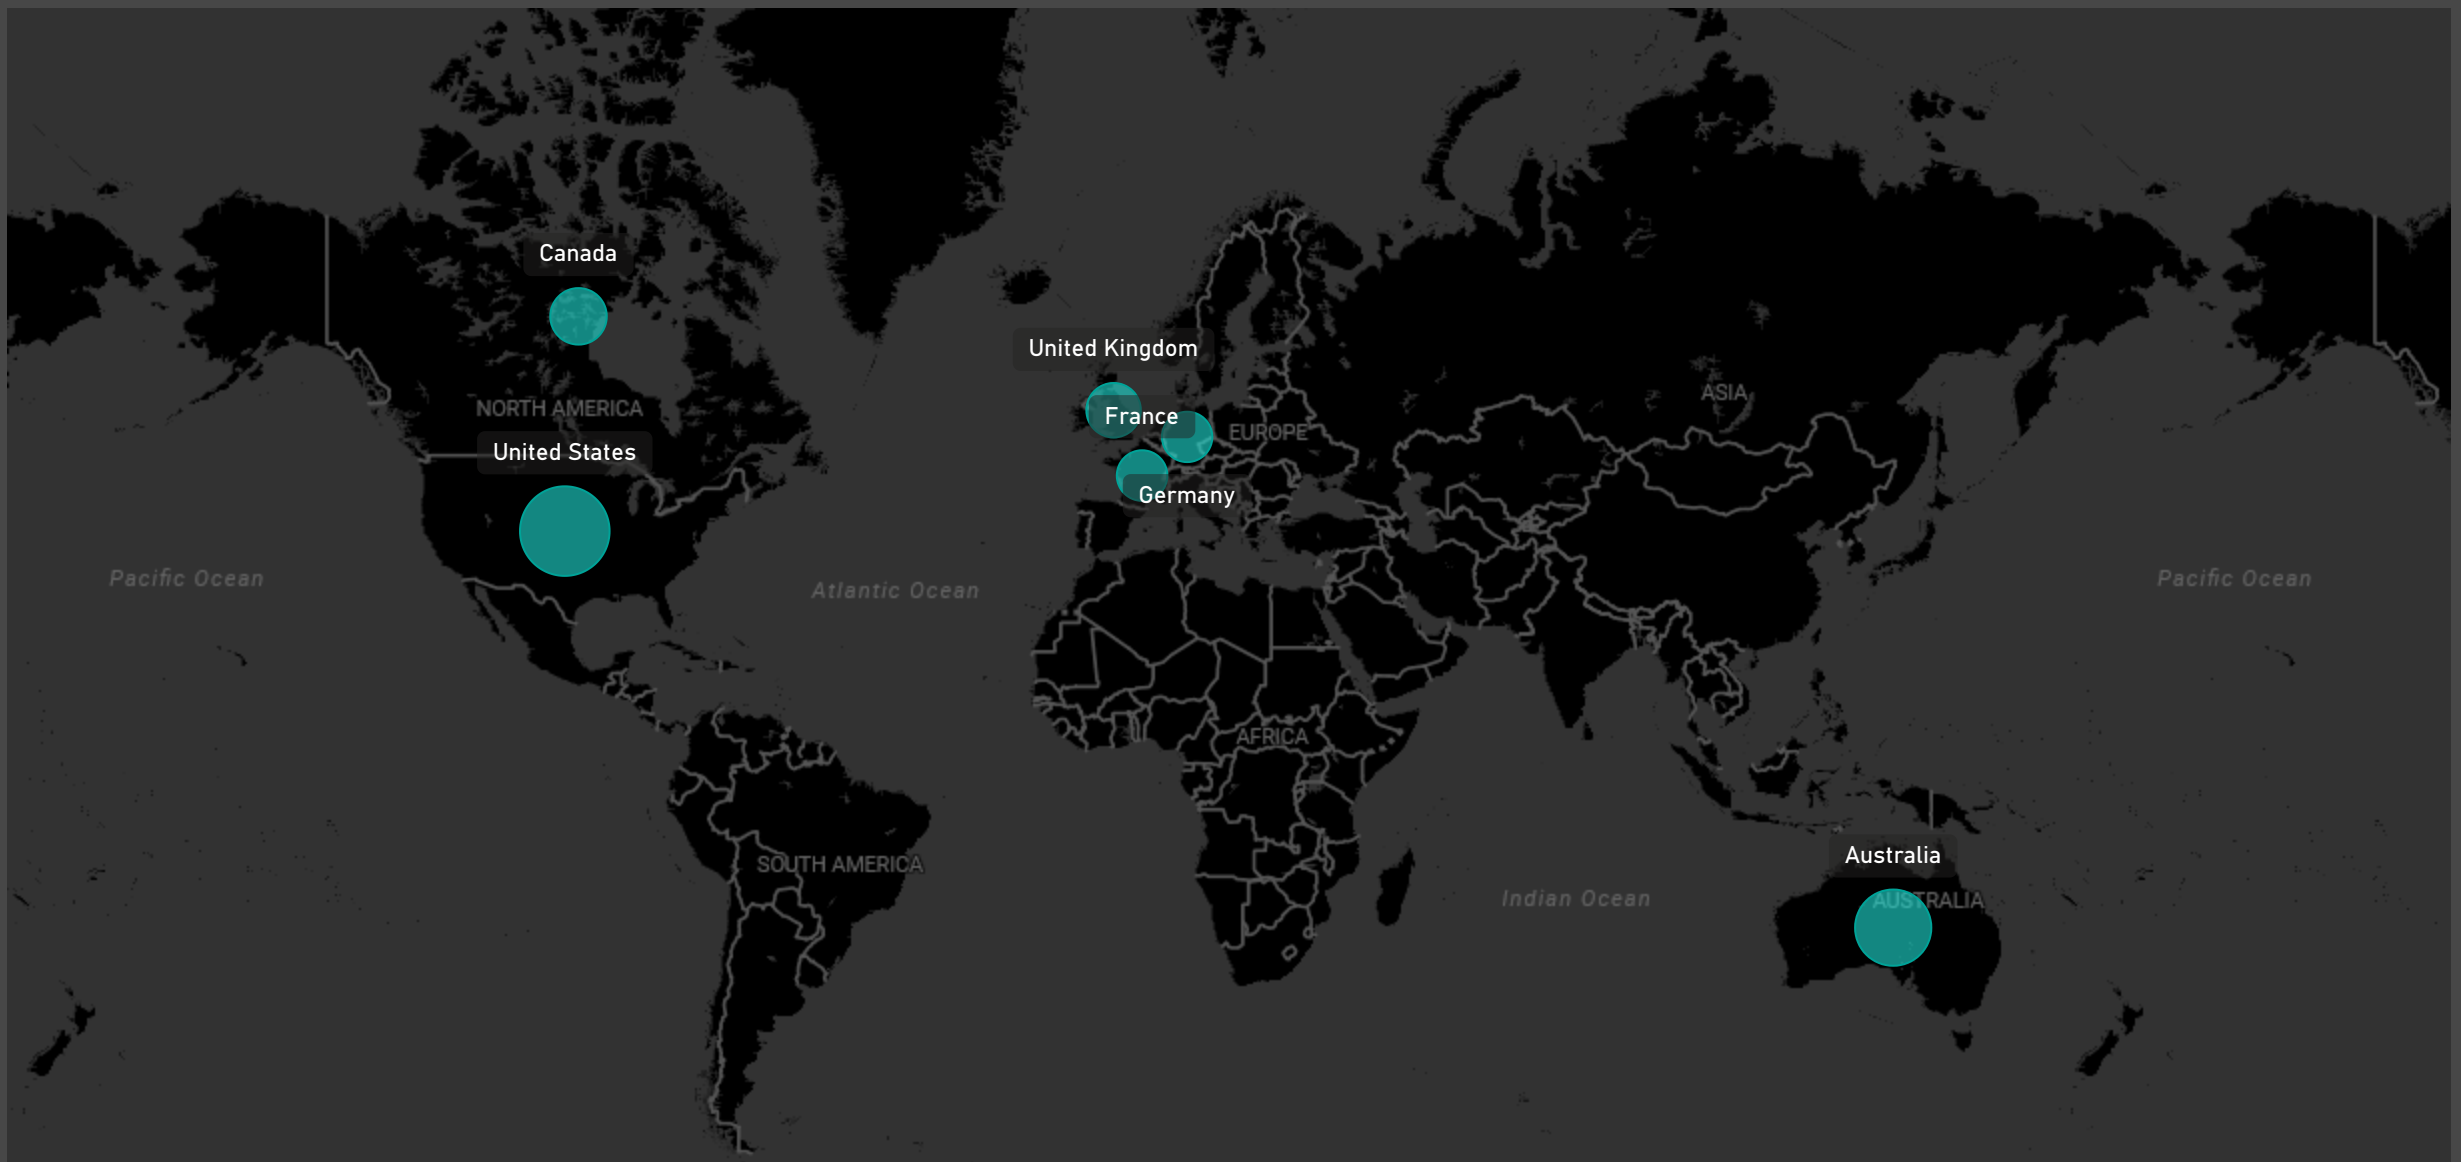 Canada
United Kingdom
ASIA
NORTH AMERICA
France
EUROPE
United States
Germany
Pacific Ocean
Atlantic Ocean
Pacific Ocean
AFRICA
Australia
SOUTH AMERICA
Indian Ocean
AUSTRALIA